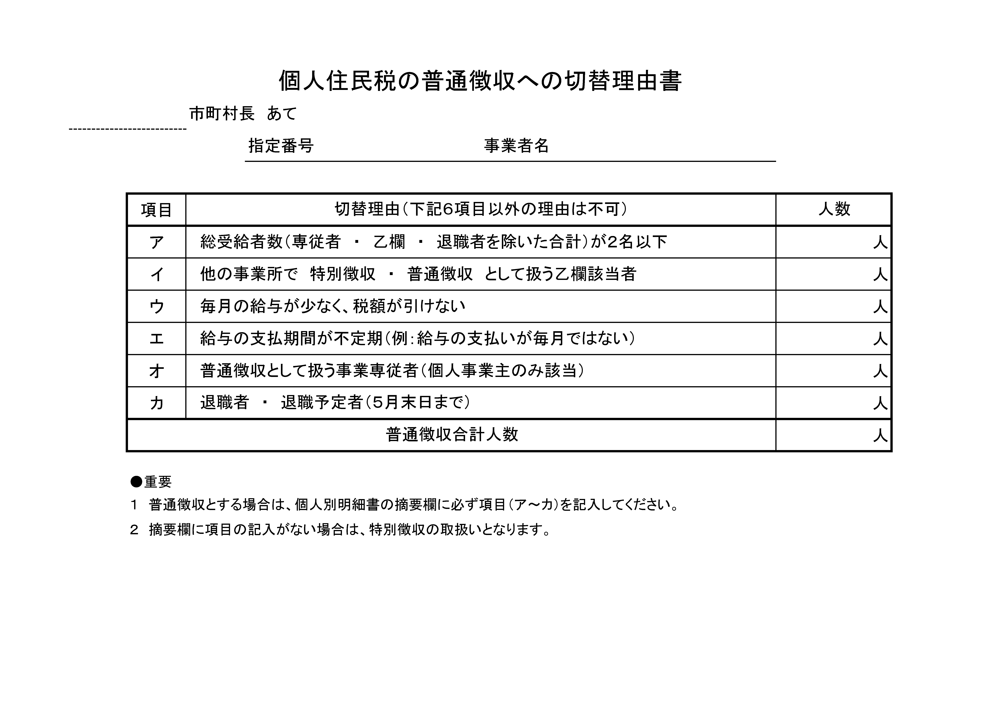 個人住民税の普通徴収への切替理由書
市町村長　あて
指定番号　事業者名
項目　切替理由（下記６項目以外の理由は不可）　人数
ア　総受給者数（専従者　・　乙欄　・　退職者を除いた合計）が２名以下　人
イ　他の事業所で　特別徴収　・　普通徴収　として扱う乙欄該当者　人
ウ　毎月の給与が少なく、税額が引けない　人
エ　給与の支払期間が不定期（例：給与の支払いが毎月ではない）　人
オ　普通徴収として扱う事業専従者（個人事業主のみ該当）　人
カ　退職者　・　退職予定者（５月末日まで）　人
普通徴収合計人数　人
●重要
１　普通徴収とする場合は、個人別明細書の摘要欄に必ず項目（ア～カ）を記入してください。
２　摘要欄に項目の記入がない場合は、特別徴収の取扱いとなります。